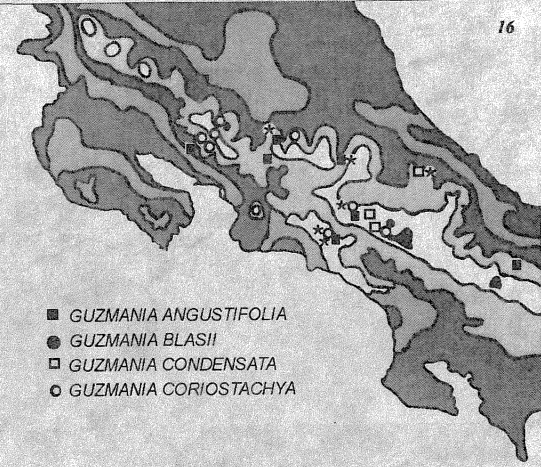 16
GUZMANIA ANGUSTIFOLIA
GUZMANIA BLASII
GUZMANIA CONDENSATA
GUZMANIA CORIOSTACHYA